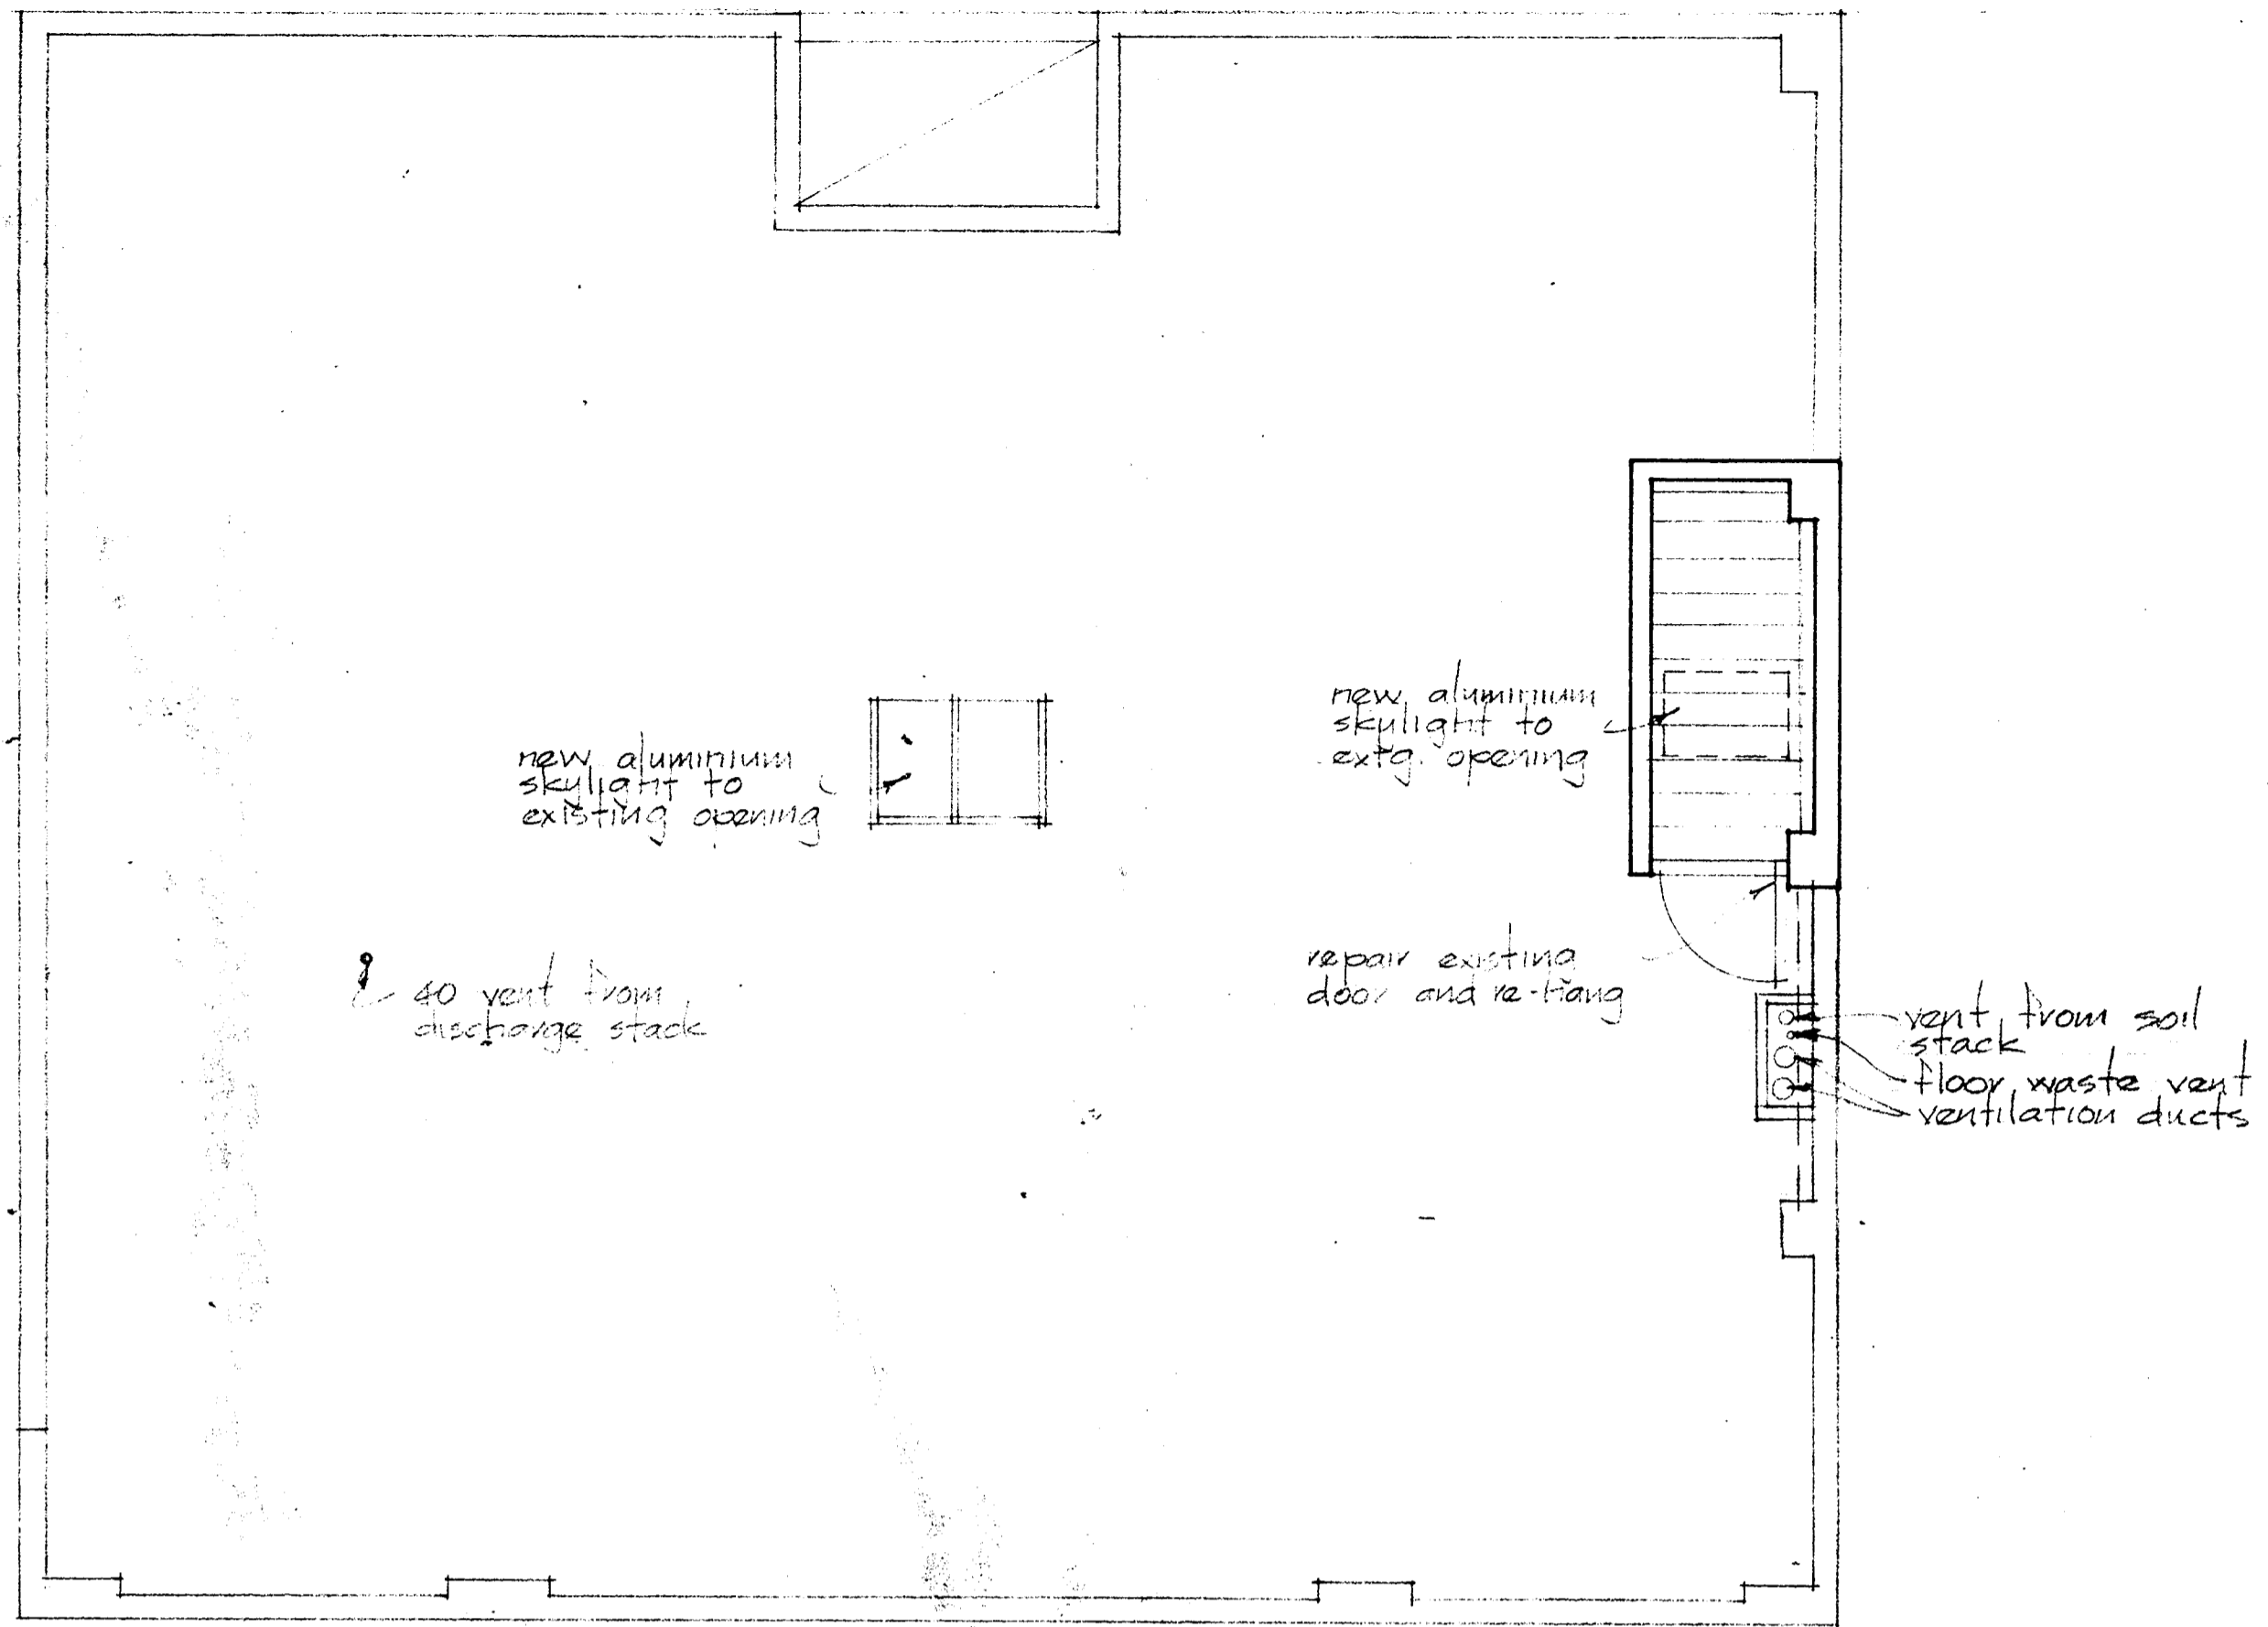 new aluminium
skylight to
extg. opening
new aluminium
skylight to
existing opening
repair existing
door and re-hang
40 vent from
discharge stack
vent from soil
stack
floor waste vent
ventilation ducts